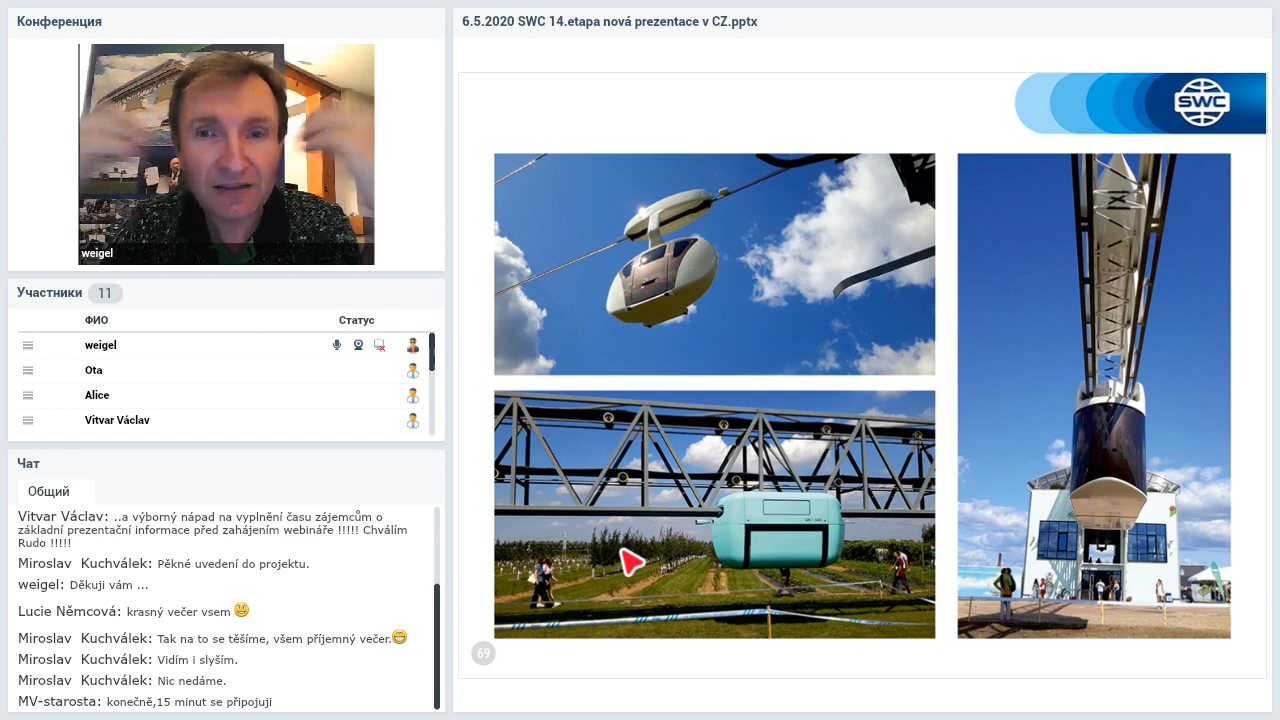 Конференция
weigel
Участники 11
ФИО Статус
weigel
Ota
Alice
Vitvar Václav
Чат
Общий
Vitvar Václav: ..a výborný nápad na vyplnění času zájemcům o
základní prezentační informace před zahájením webináře !!!!! Chválím
Rudo !!!!!
Miroslav Kuchválek: Pěkné uvedení do projektu.
weigel: Děkuji vám ...
Lucie Němcová: krasný večer vsem
Miroslav Kuchválek: Tak na to se těšíme, všem příjemný večer.
Miroslav Kuchválek: Vidím i slyším.
Miroslav Kuchválek: Nic nedáme.
MV-starosta: konečně,15 minut se připojuji
6.5.2020 SWC 14.etapa nová prezentace v CZ.pptx
SWC
69